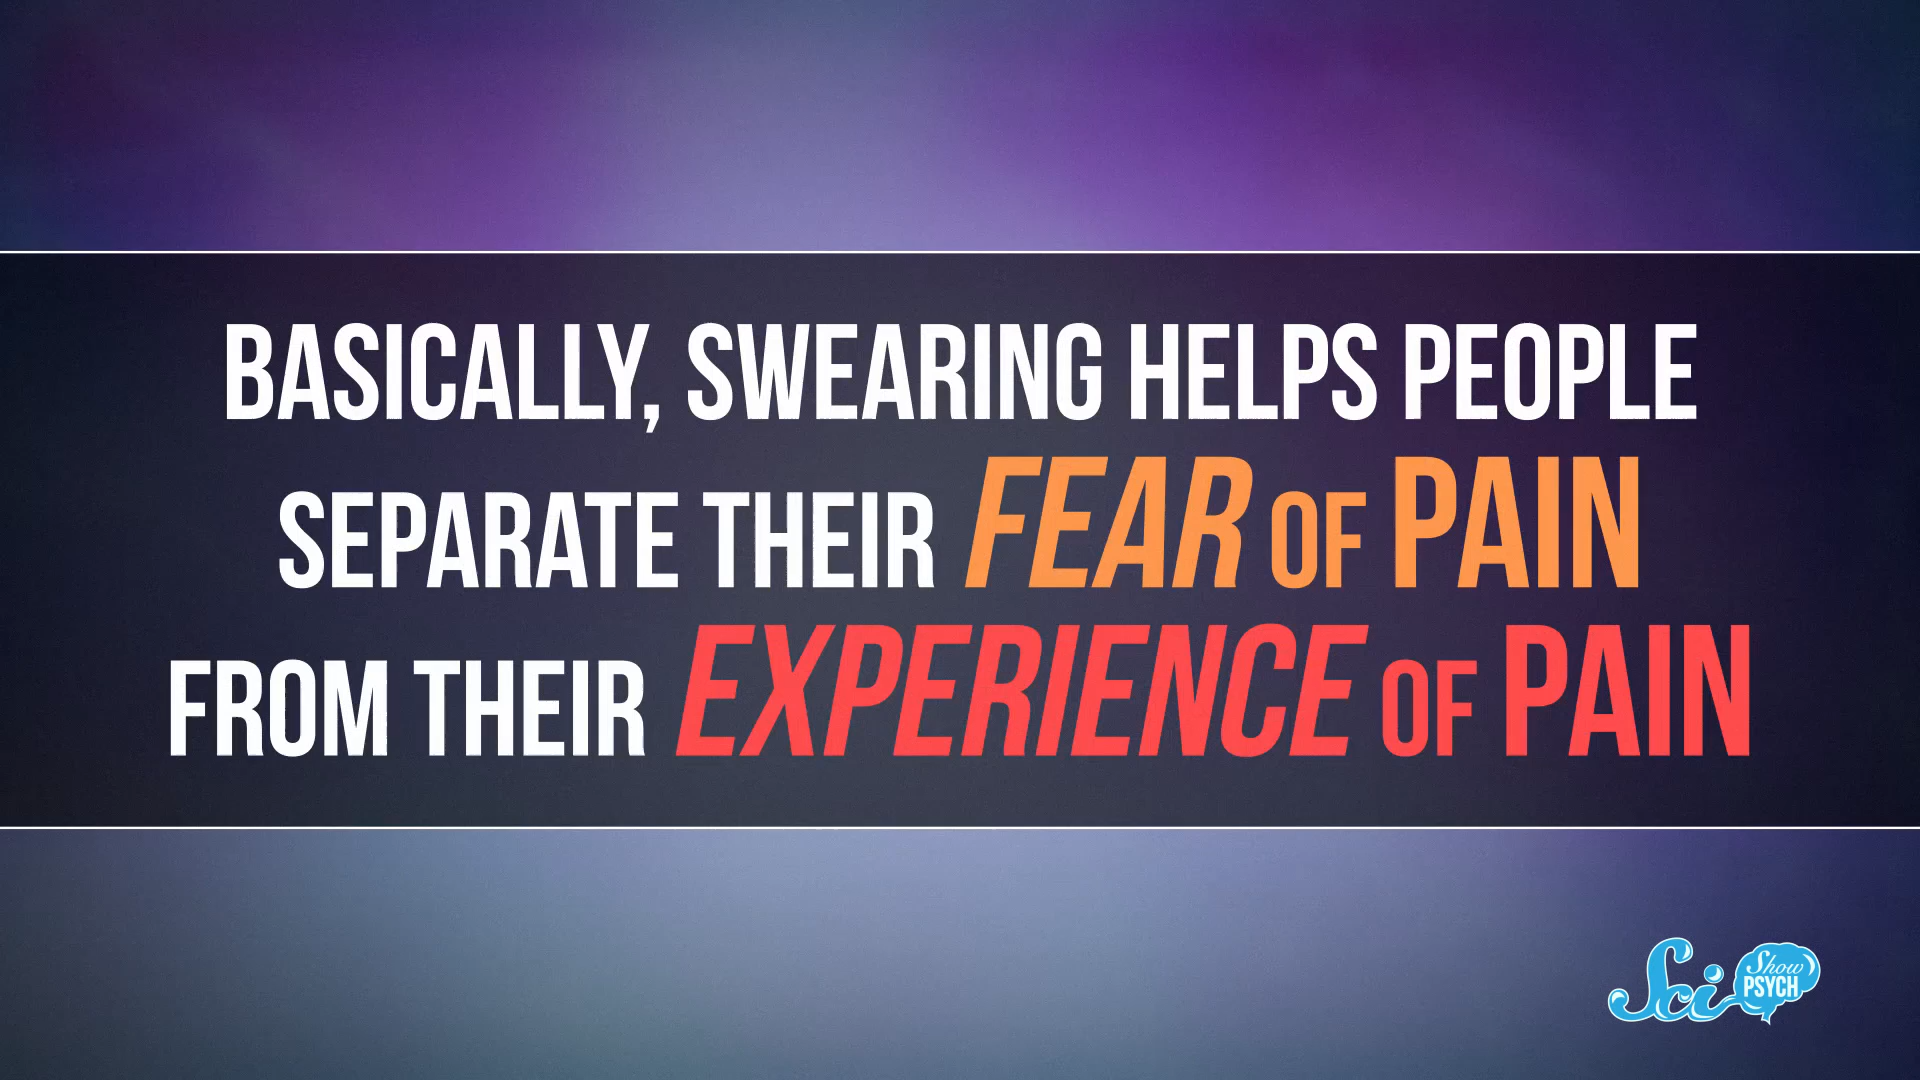 BASICALLY, SWEARING HELPS PEOPLE
SEPARATE THEIR FEAR OF PAIN
FROM THEIR EXPERIENCE OF PAIN
Sci Show
PSYCH